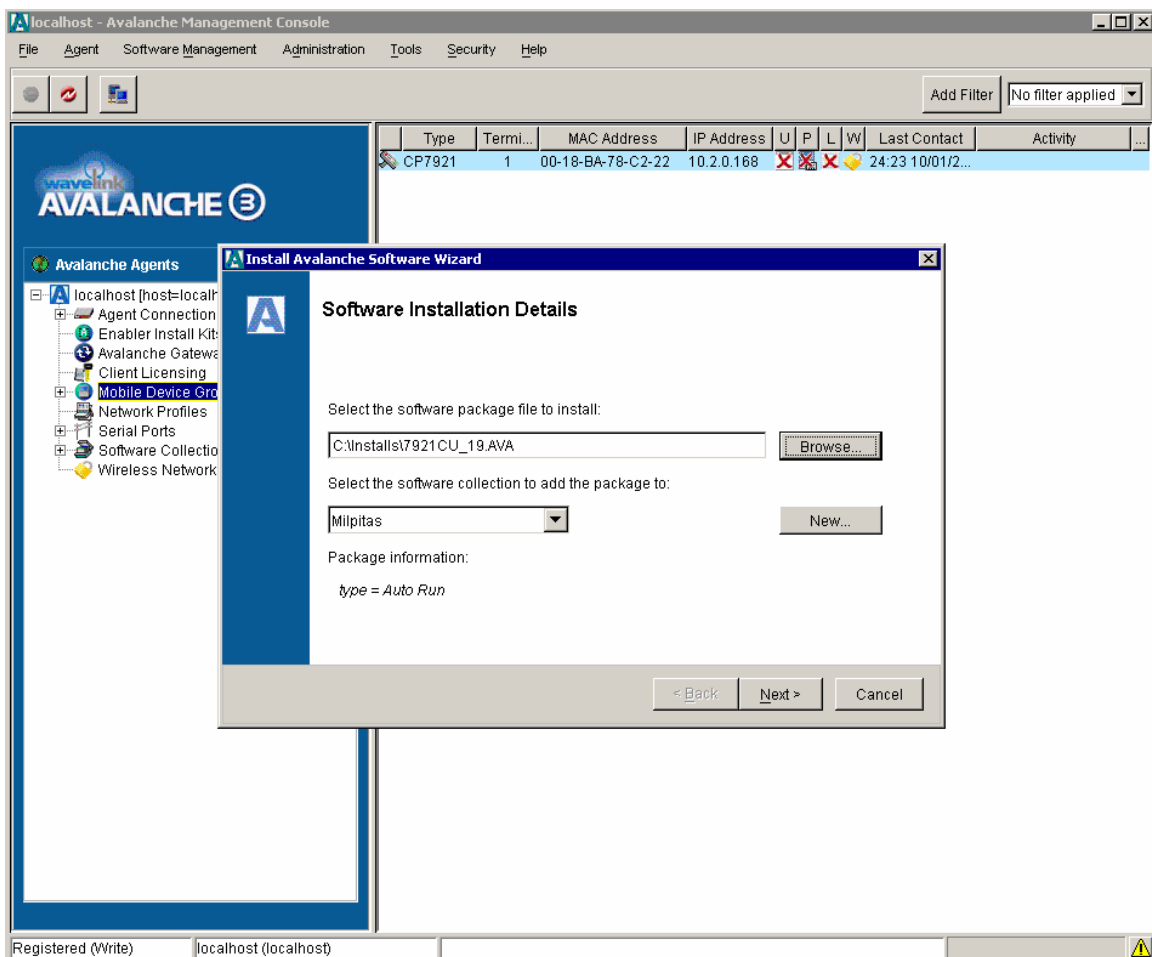 localhost - Avalanche Management Console
File Agent Software Management Administration Tools Security Help
Add Filter No filter applied
Type Termi... MAC Address IP Address U P L W Last Contact Activity ...
CP7921 1 00-18-BA-78-C2-22 10.2.0.168 24:23 10/01/2...
wavelink
AVALANCHE 3
Avalanche Agents
localhost [host=localh
Agent Connection
Enabler Install Kit
Avalanche Gatewa
Client Licensing
Mobile Device Gro
Network Profiles
Serial Ports
Software Collectio
Wireless Network
Install Avalanche Software Wizard
Software Installation Details
Select the software package file to install:
C:\Installs\7921CU_19.AVA Browse...
Select the software collection to add the package to:
Milpitas New...
Package information:
type = Auto Run
< Back Next > Cancel
Registered (Write) localhost (localhost)